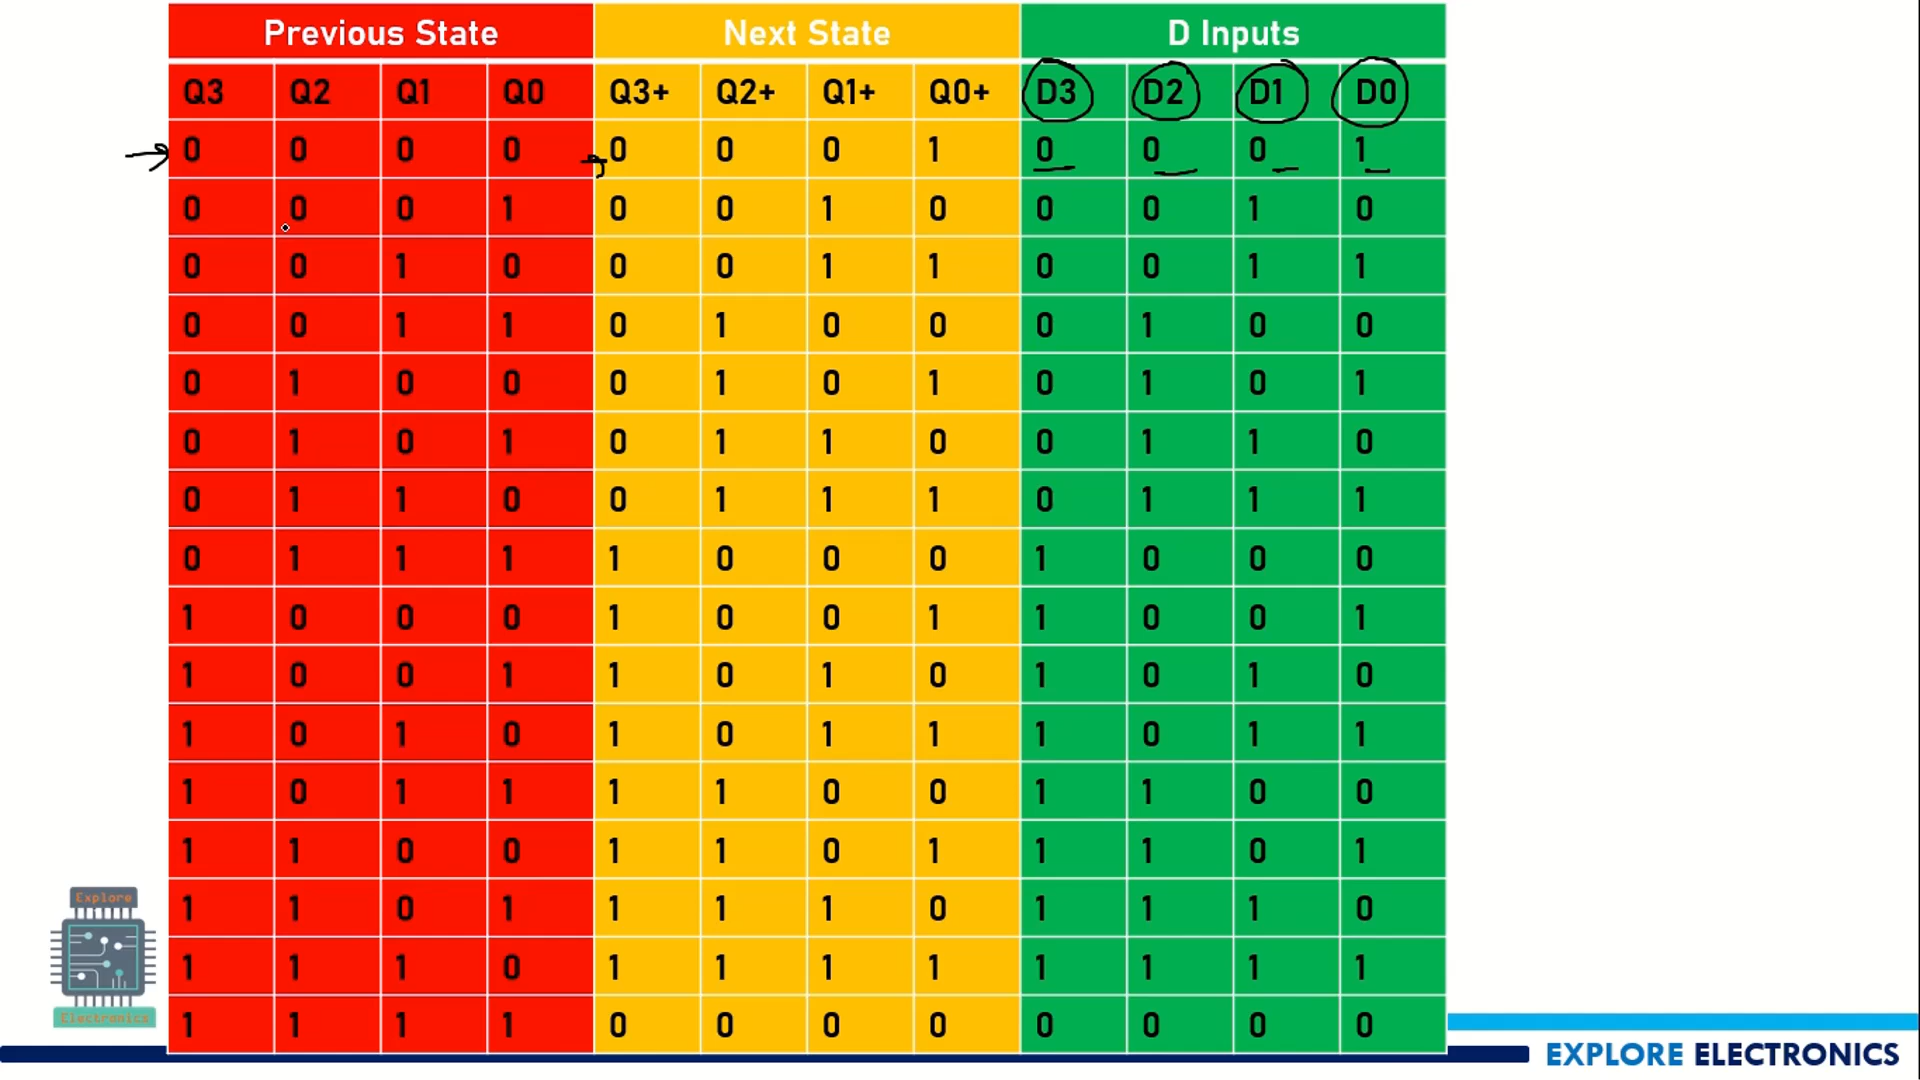 Previous State Next State D Inputs
Q3 Q2 Q1 Q0 Q3+ Q2+ Q1+ Q0+ D3 D2 D1 D0
0 0 0 0 0 0 0 1 0 0 0 1
0 0 0 1 0 0 1 0 0 0 1 0
0 0 1 0 0 0 1 1 0 0 1 1
0 0 1 1 0 1 0 0 0 1 0 0
0 1 0 0 0 1 0 1 0 1 0 1
0 1 0 1 0 1 1 0 0 1 1 0
0 1 1 0 0 1 1 1 0 1 1 1
0 1 1 1 1 0 0 0 1 0 0 0
1 0 0 0 1 0 0 1 1 0 0 1
1 0 0 1 1 0 1 0 1 0 1 0
1 0 1 0 1 0 1 1 1 0 1 1
1 0 1 1 1 1 0 0 1 1 0 0
1 1 0 0 1 1 0 1 1 1 0 1
1 1 0 1 1 1 1 0 1 1 1 0
1 1 1 0 1 1 1 1 1 1 1 1
1 1 1 1 0 0 0 0 0 0 0 0
Explore
Electronics
EXPLORE ELECTRONICS